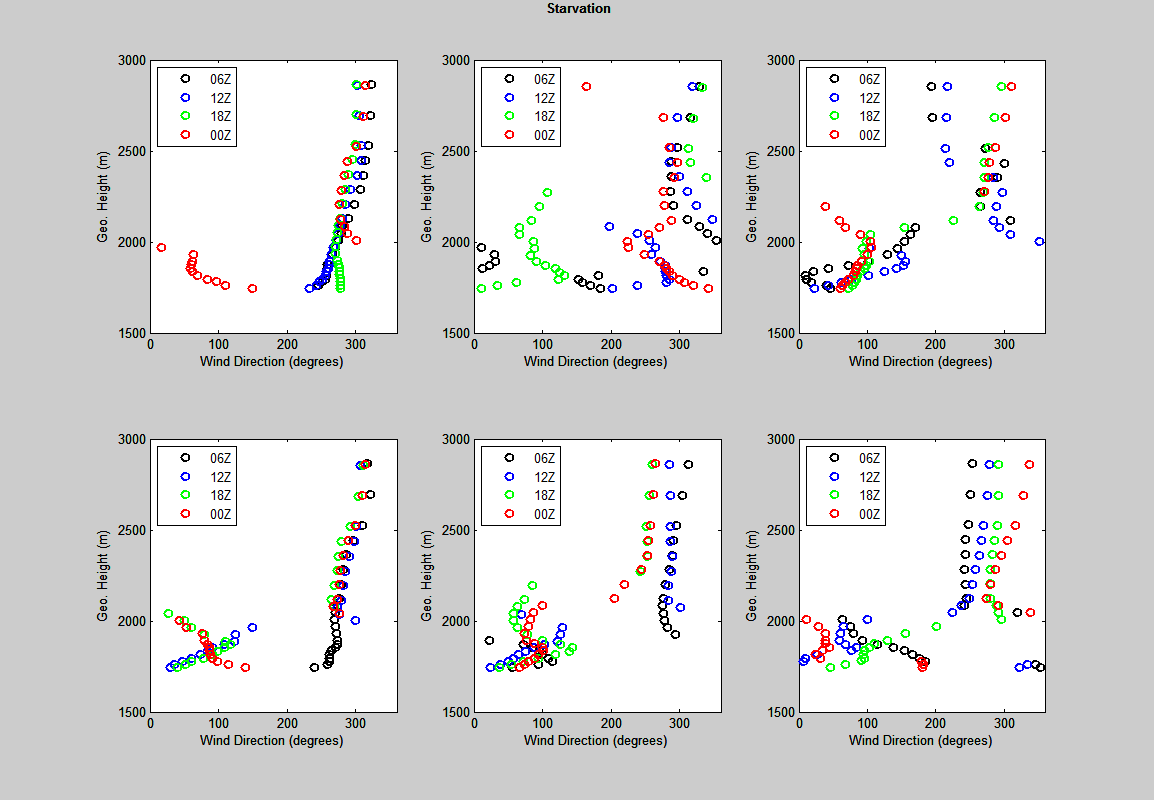 Starvation
3000
2500
2000
1500
Geo. Height (m)
06Z
12Z
18Z
00Z
0 100 200 300
Wind Direction (degrees)
3000
2500
2000
1500
Geo. Height (m)
06Z
12Z
18Z
00Z
0 100 200 300
Wind Direction (degrees)
3000
2500
2000
1500
Geo. Height (m)
06Z
12Z
18Z
00Z
0 100 200 300
Wind Direction (degrees)
3000
2500
2000
1500
Geo. Height (m)
06Z
12Z
18Z
00Z
0 100 200 300
Wind Direction (degrees)
3000
2500
2000
1500
Geo. Height (m)
06Z
12Z
18Z
00Z
0 100 200 300
Wind Direction (degrees)
3000
2500
2000
1500
Geo. Height (m)
06Z
12Z
18Z
00Z
0 100 200 300
Wind Direction (degrees)